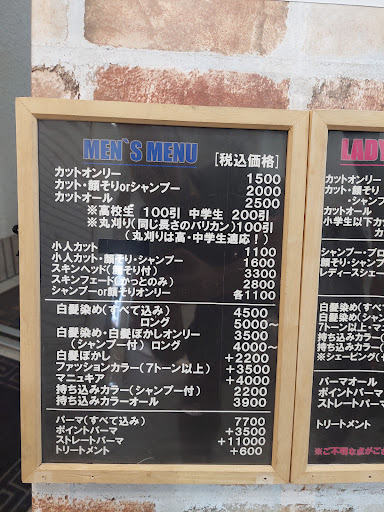 MEN`S MENU [税込価格]
カットオンリー 1500
カット・顔そりorシャンプー 2000
カットオール 2500
※高校生 100引 中学生 200引
※丸刈り(同じ長さのバリカン)100引
(丸刈りは高・中学生適応!)
小人カット 1100
小人カット・顔そり・シャンプー 1600
スキンヘッド(顔そり付) 3300
スキンフェード(かっとのみ) 2800
シャンプーor顔そりオンリー 各1100
白髪染め(すべて込み) 4500
ロング 5000～
白髪染め・白髪ぼかしオンリー 3500
(シャンプー付) ロング 4000～
白髪ぼかし +2200
ファッションカラー(7トーン以上) +3500
マニュキア +4000
持ち込みカラー(シャンプー付) 2200
持ち込みカラーオール 3900
パーマ(すべて込み) 7700
ポイントパーマ +3500
ストレートパーマ +11000
トリートメント +600
LADY
カットオンリー
カット・顔そり
・シャンプー
カットオール
小学生以下カ
カット・顔そり
シャンプー・ブロ
レディースシェー
白髪染め(すべ
白髪染め(シャン
7トーン以上・マ
持ち込みカラー
持ち込みカラー
※シェービング(+
パーマオール
ポイントパーマ
ストレートパーマ
トリートメント
※ご不明な点がござ